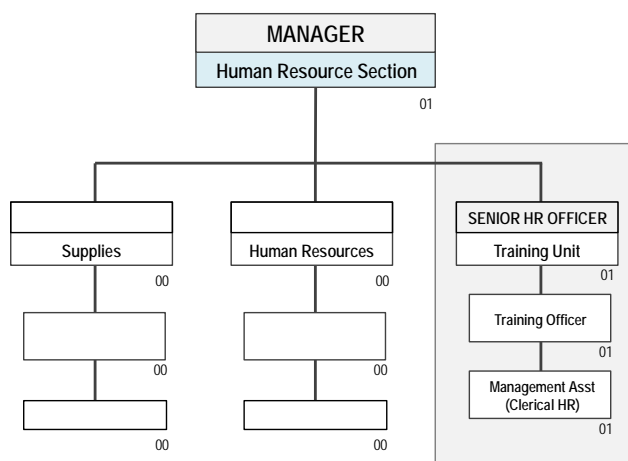 MANAGER
Human Resource Section
01
SENIOR HR OFFICER
Supplies
Human Resources
Training Unit
00
00
01
Training Officer
00
00
01
Management Asst
(Clerical HR)
00
00
01